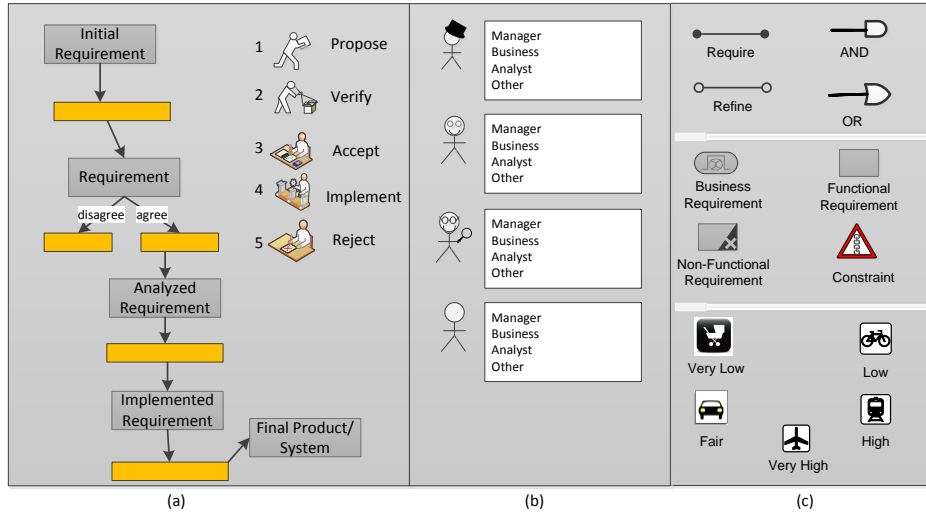 Initial
Requirement
Requirement
disagree
agree
Analyzed
Requirement
Implemented
Requirement
Final Product/
System
1 Propose
2 Verify
3 Accept
4 Implement
5 Reject
(a)
Manager
Business
Analyst
Other
Manager
Business
Analyst
Other
Manager
Business
Analyst
Other
Manager
Business
Analyst
Other
(b)
Require
AND
Refine
OR
Business
Requirement
Functional
Requirement
Non-Functional
Requirement
Constraint
Very Low
Low
Fair
High
Very High
(c)